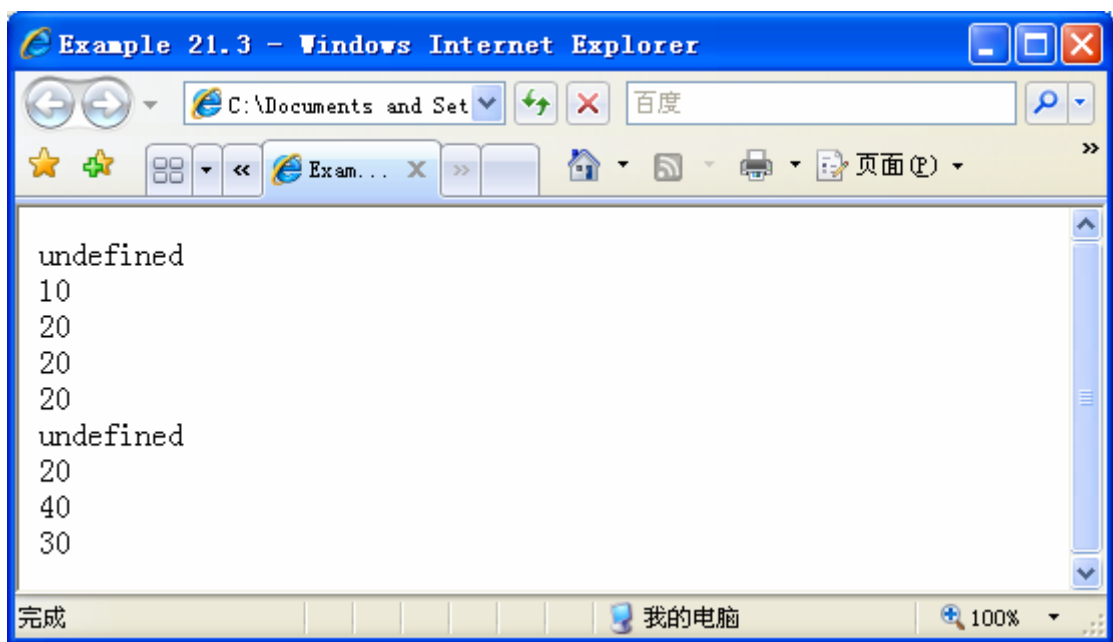 Example 21.3 - Windows Internet Explorer
C:\Documents and Set
百度
Exam...
页面(P)
undefined
10
20
20
20
undefined
20
40
30
完成
我的电脑
100%